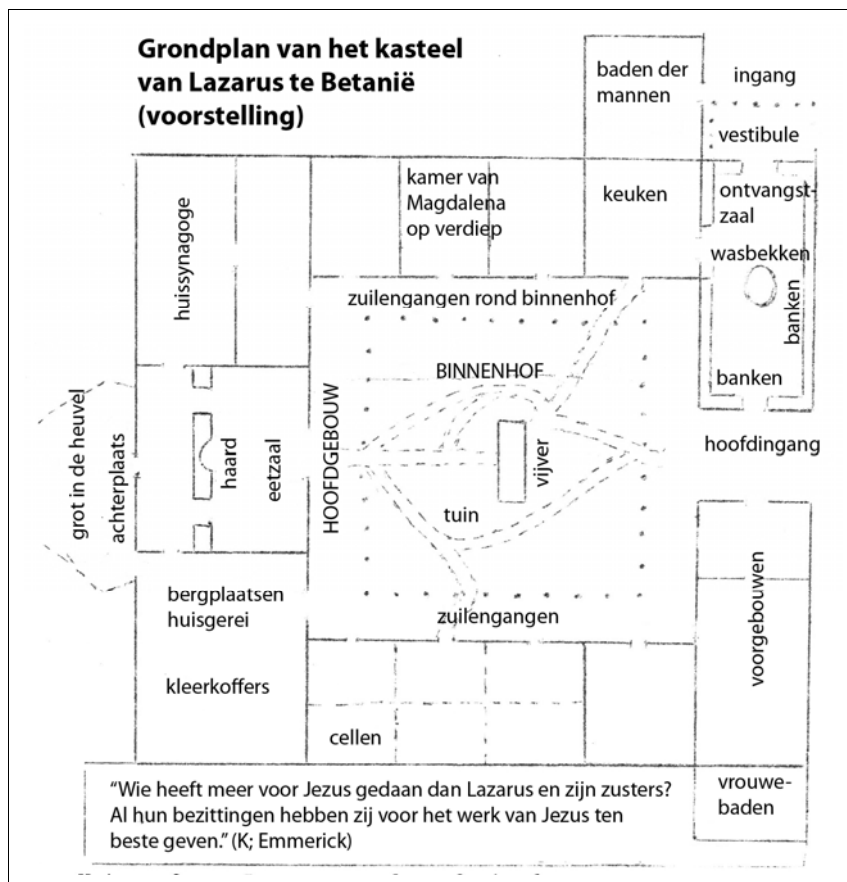 Grondplan van het kasteel
van Lazarus te Betanië
(voorstelling)
baden der
mannen
ingang
vestibule
kamer van
Magdalena
op verdiep
keuken
ontvangst-
zaal
huissynagoge
wasbekken
zuilengangen rond binnenhof
banken
BINNENHOF
banken
HOOFDGEBOUW
hoofdingang
grot in de heuvel
achterplaats
haard
eetzaal
vijver
tuin
bergplaatsen
huisgerei
zuilengangen
voorgebouwen
kleerkoffers
cellen
"Wie heeft meer voor Jezus gedaan dan Lazarus en zijn zusters?
Al hun bezittingen hebben zij voor het werk van Jezus ten
beste geven." (K; Emmerick)
vrouwe-
baden